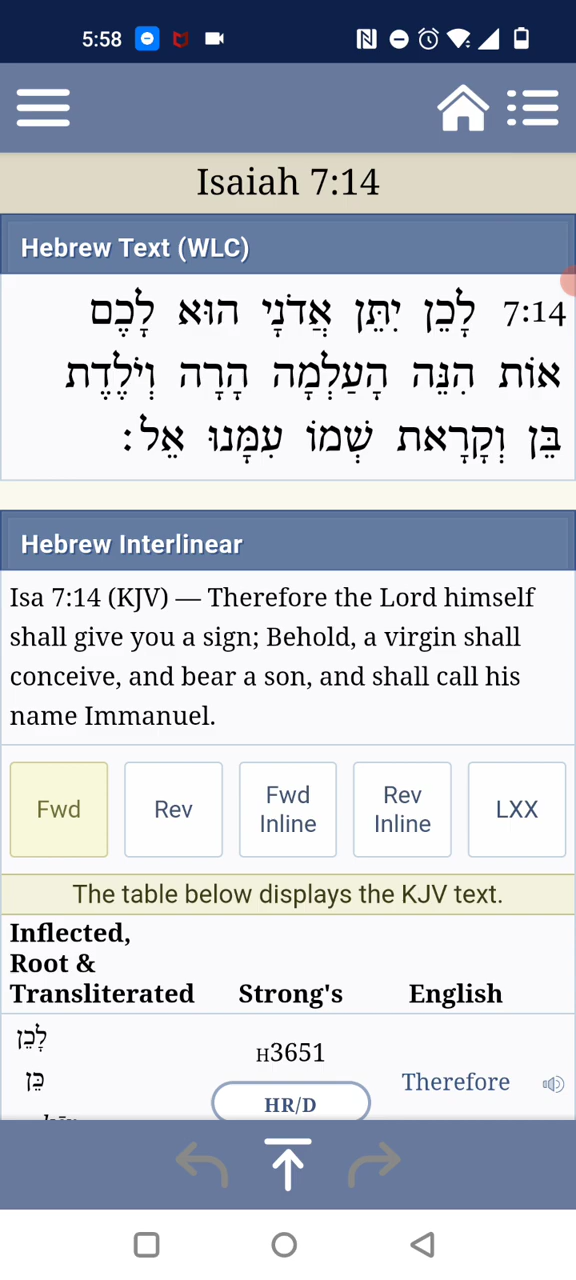 5:58
Isaiah 7:14
Hebrew Text (WLC)
7:14 לָכֵן יִתֵּן אֲדֹנָי הוּא לָכֶם
אוֹת הִנֵּה הָעַלְמָה הָרָה וְיֹלֶדֶת
בֵּן וְקָרָאת שְׁמוֹ עִמָּנוּ אֵל׃
Hebrew Interlinear
Isa 7:14 (KJV) — Therefore the Lord himself
shall give you a sign; Behold, a virgin shall
conceive, and bear a son, and shall call his
name Immanuel.
Fwd Rev Fwd Inline Rev Inline LXX
The table below displays the KJV text.
Inflected,
Root &
Transliterated Strong's English
לָכֵן
H3651
כֵּן
Therefore
HR/D